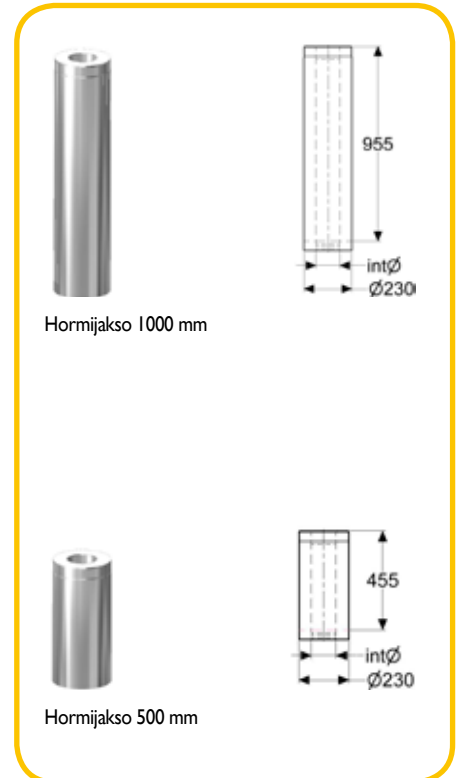 955
intØ
Ø230
Hormijakso 1000 mm
455
intØ
Ø230
Hormijakso 500 mm